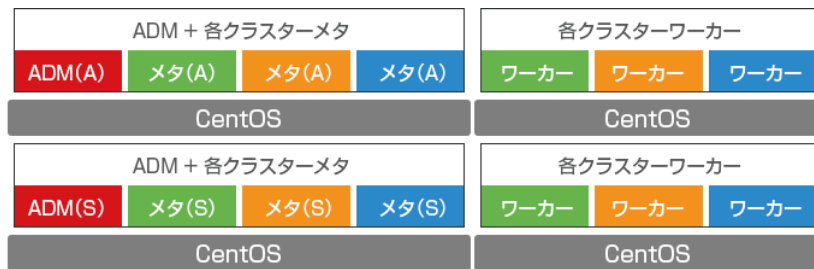 ADM + 各クラスターメタ
ADM(A) メタ(A) メタ(A) メタ(A)
CentOS
各クラスターワーカー
ワーカー ワーカー ワーカー
CentOS
ADM + 各クラスターメタ
ADM(S) メタ(S) メタ(S) メタ(S)
CentOS
各クラスターワーカー
ワーカー ワーカー ワーカー
CentOS